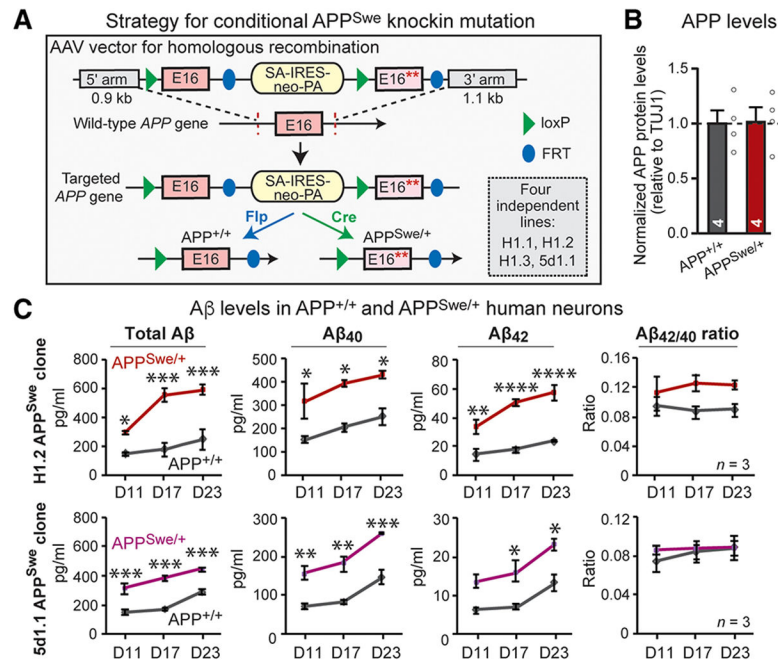 A
Strategy for conditional APP^Swe knockin mutation
AAV vector for homologous recombination
5' arm
E16
SA-IRES-
neo-PA
E16**
3' arm
0.9 kb
1.1 kb
Wild-type APP gene
E16
loxP
FRT
Targeted
APP gene
E16
SA-IRES-
neo-PA
E16**
Flp
Cre
APP+/+
E16
APPSwe/+
E16**
Four
independent
lines:
H1.1, H1.2
H1.3, 5d1.1
B
APP levels
Normalized APP protein levels
(relative to TUJ1)
1.5
1.0
0.5
0.0
4
4
APP+/+
APPSwe/+
C
Aβ levels in APP+/+ and APPSwe/+ human neurons
Total Aβ
Aβ40
Aβ42
Aβ42/40 ratio
H1.2 APPSwe clone
pg/ml
800
600
400
200
0
APPSwe/+
APP+/+
*
***
***
D11 D17 D23
pg/ml
500
400
300
200
100
0
*
*
*
D11 D17 D23
pg/ml
80
60
40
20
0
**
****
****
D11 D17 D23
Ratio
0.16
0.12
0.08
0.04
0
n = 3
D11 D17 D23
5d1.1 APPSwe clone
pg/ml
800
600
400
200
0
APPSwe/+
APP+/+
***
***
***
D11 D17 D23
pg/ml
300
200
100
0
**
**
***
D11 D17 D23
pg/ml
40
30
20
10
0
*
*
D11 D17 D23
Ratio
0.12
0.08
0.04
0
n = 3
D11 D17 D23